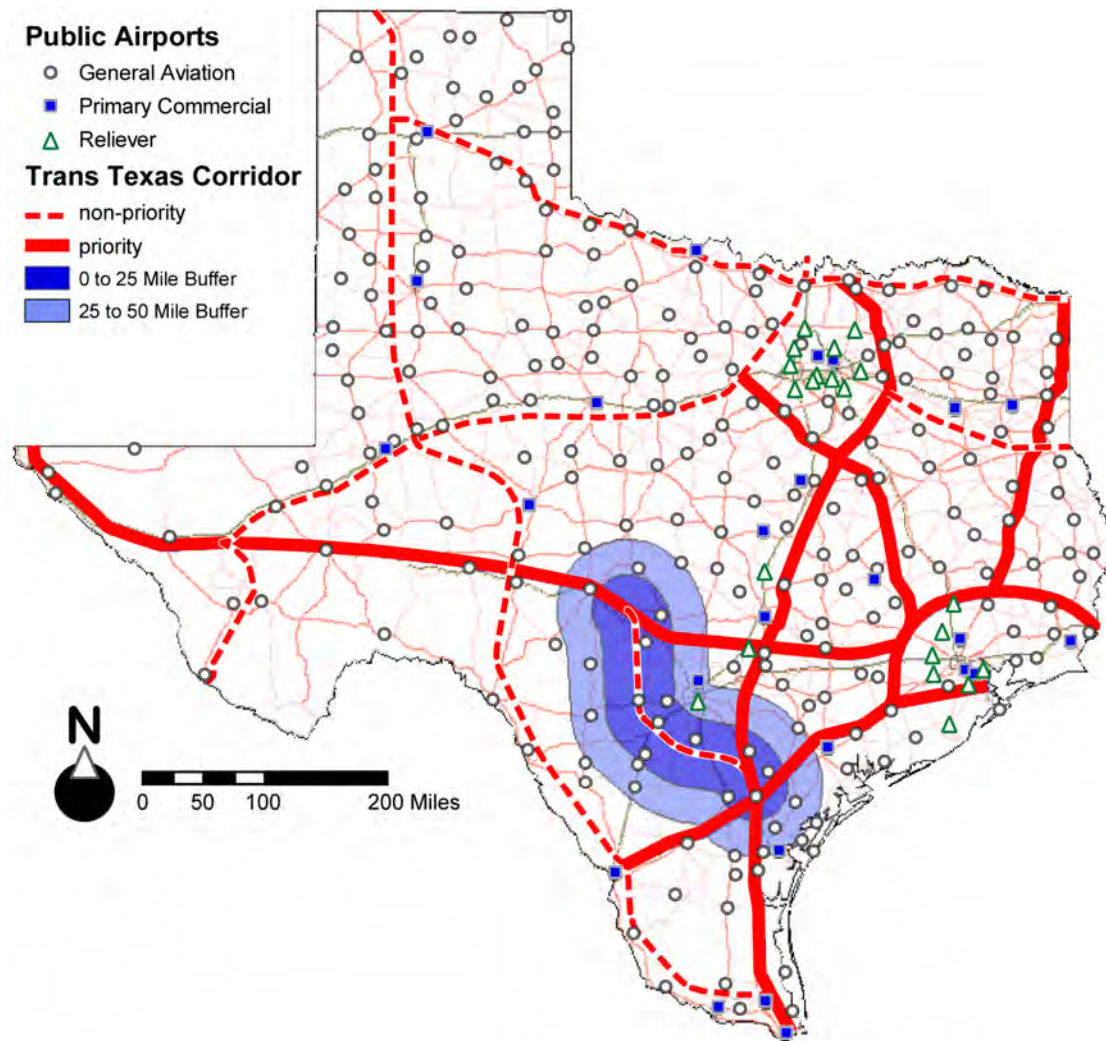 Public Airports
General Aviation
Primary Commercial
Reliever
Trans Texas Corridor
non-priority
priority
0 to 25 Mile Buffer
25 to 50 Mile Buffer
N
0 50 100 200 Miles